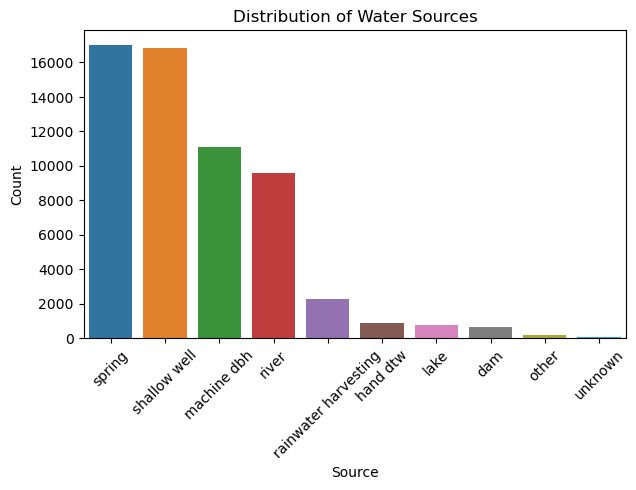 Distribution of Water Sources
16000
14000
12000
10000
8000
6000
4000
2000
0
Count
spring
shallow well
machine dbh
river
rainwater harvesting
hand dtw
lake
dam
other
unknown
Source